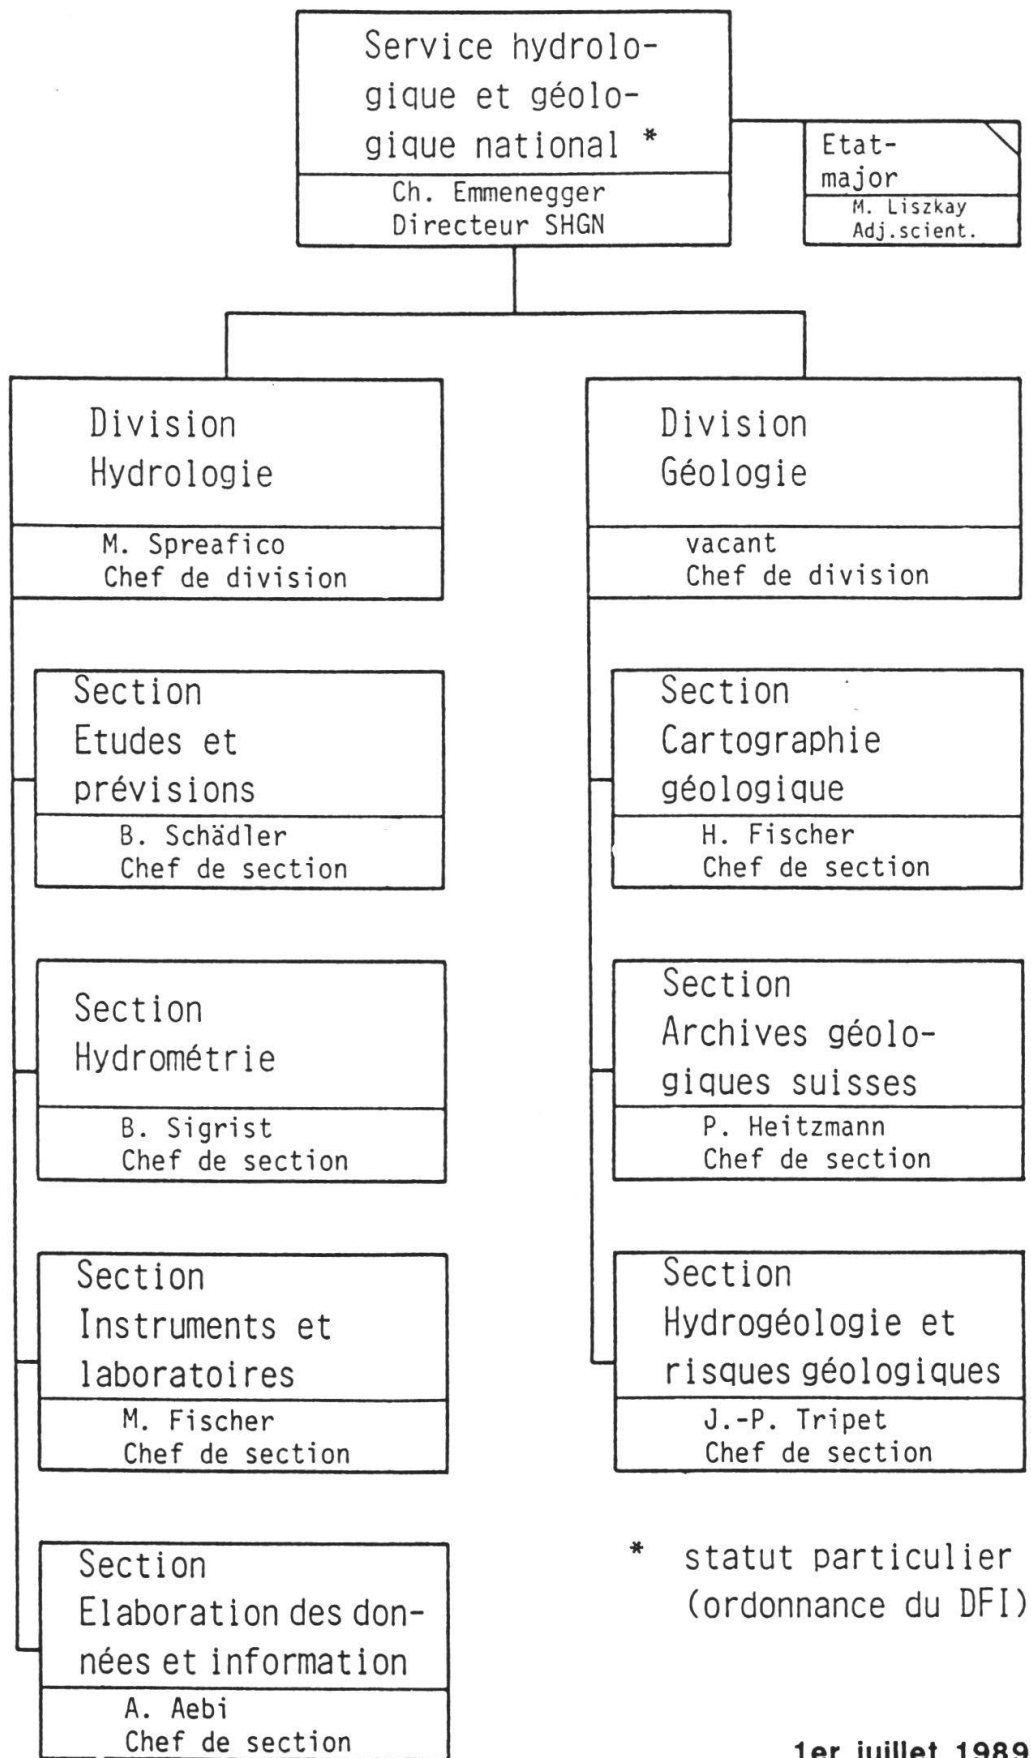 Service hydrolo-
gique et géolo-
gique national *
Ch. Emmenegger
Directeur SHGN
Etat-
major
M. Liszkay
Adj.scient.
Division
Hydrologie
M. Spreafico
Chef de division
Section
Etudes et
prévisions
B. Schädler
Chef de section
Section
Hydrométrie
B. Sigrist
Chef de section
Section
Instruments et
laboratoires
M. Fischer
Chef de section
Section
Elaboration des don-
nées et information
A. Aebi
Chef de section
Division
Géologie
vacant
Chef de division
Section
Cartographie
géologique
H. Fischer
Chef de section
Section
Archives géolo-
giques suisses
P. Heitzmann
Chef de section
Section
Hydrogéologie et
risques géologiques
J.-P. Tripet
Chef de section
* statut particulier
(ordonnance du DFI)
1er juillet 1989